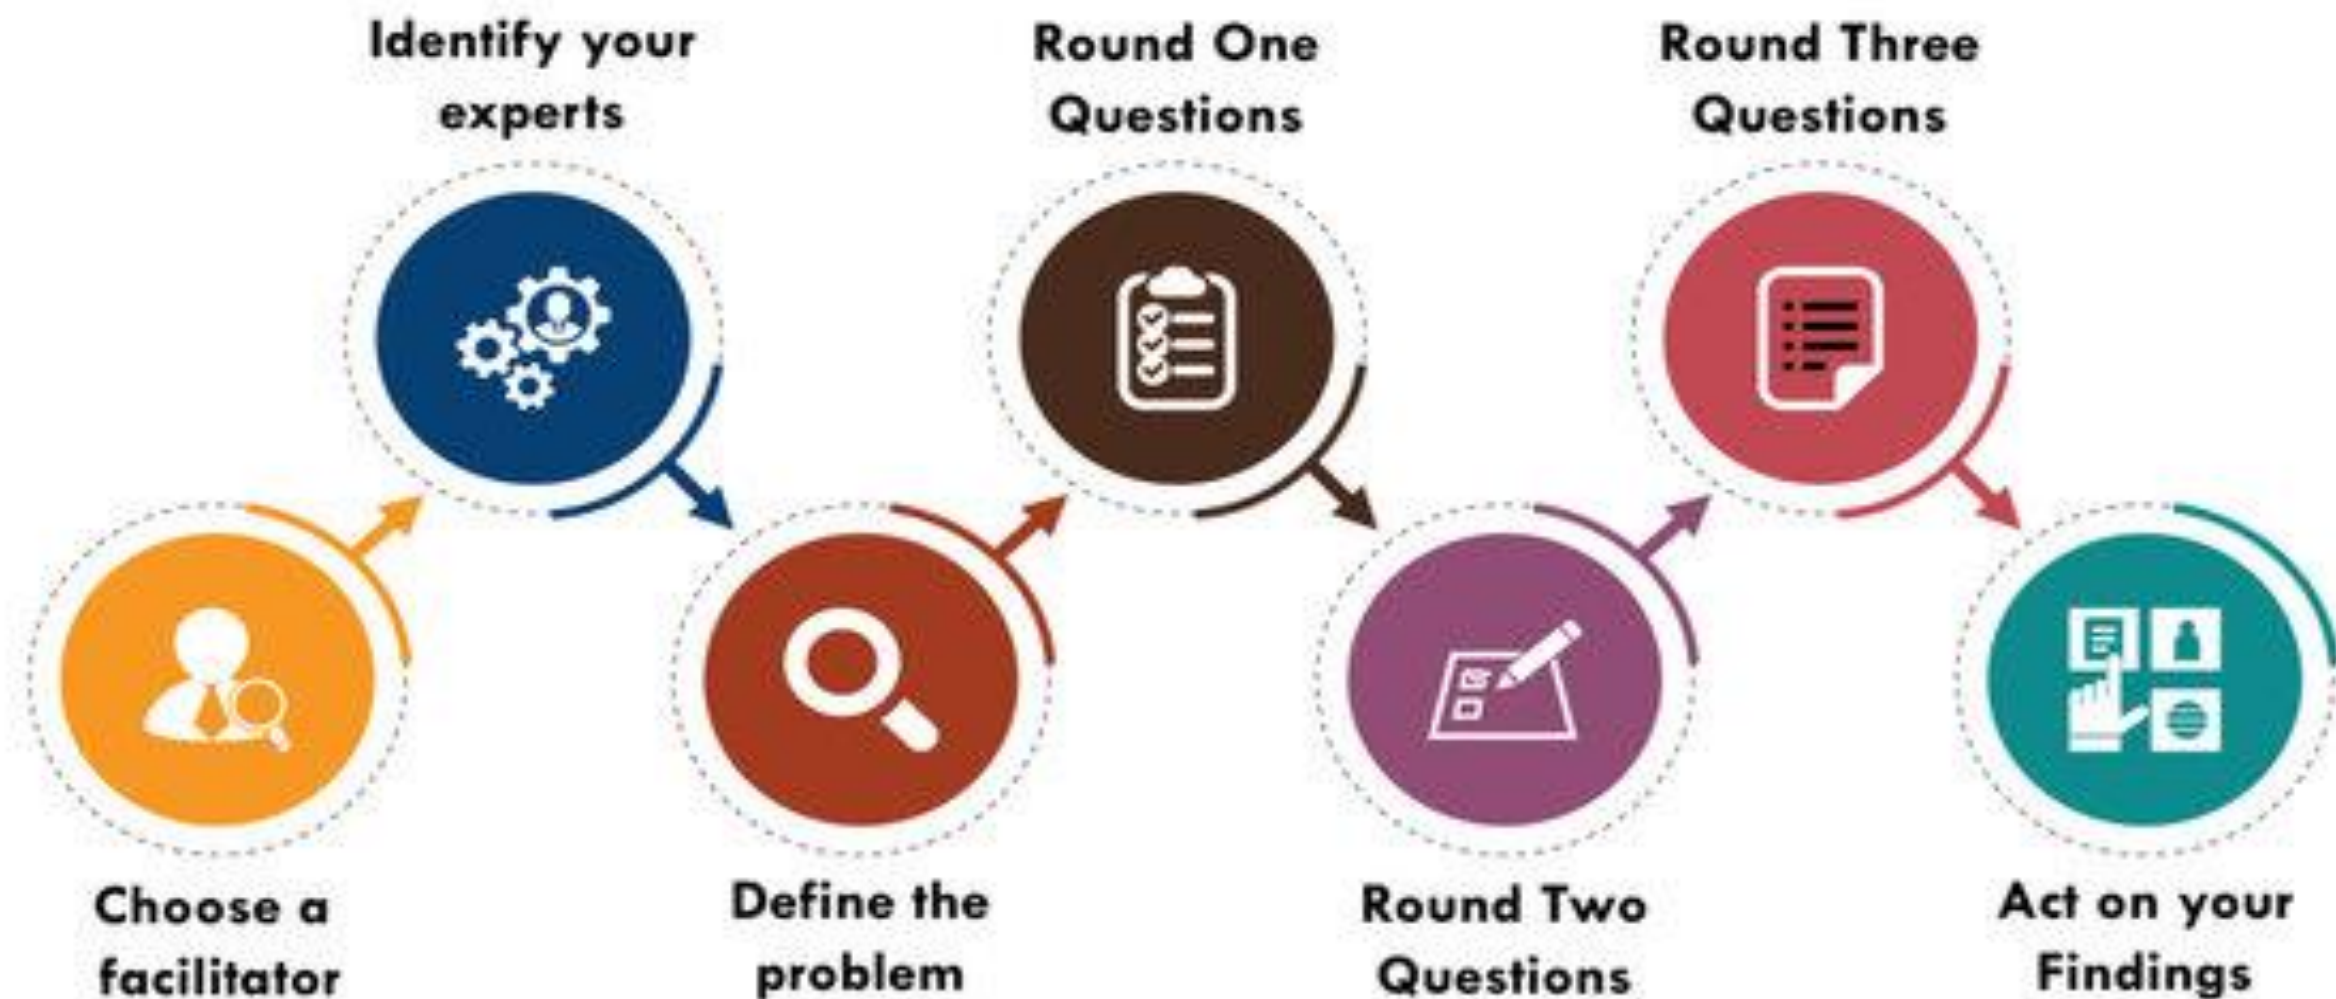 Choose a
facilitator
Identify your
experts
Define the
problem
Round One
Questions
Round Two
Questions
Round Three
Questions
Act on your
Findings